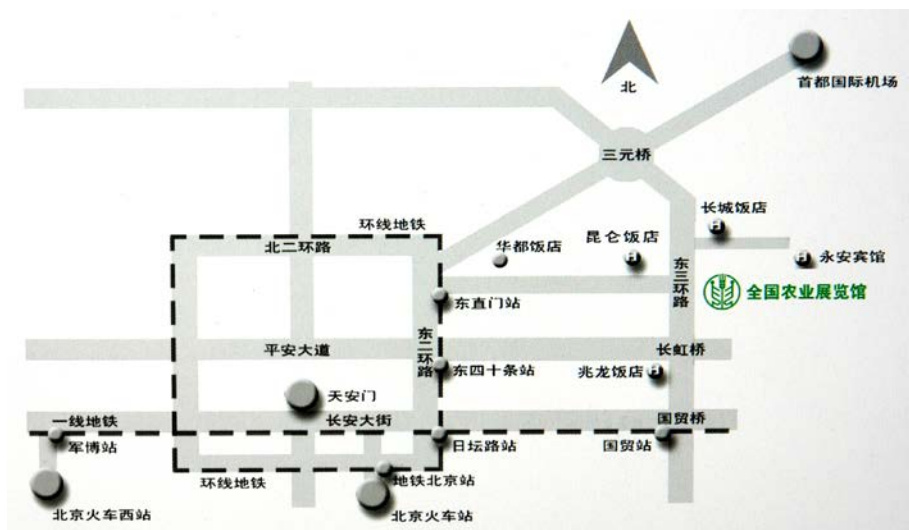 北
首都国际机场
三元桥
长城饭店
环线地铁
昆仑饭店
北二环路
华都饭店
永安宾馆
东三环路
全国农业展览馆
东直门站
东二环路
平安大道
长虹桥
东四十条站
兆龙饭店
天安门
一线地铁
长安大街
国贸桥
军博站
日坛路站
国贸站
环线地铁
地铁北京站
北京火车西站
北京火车站